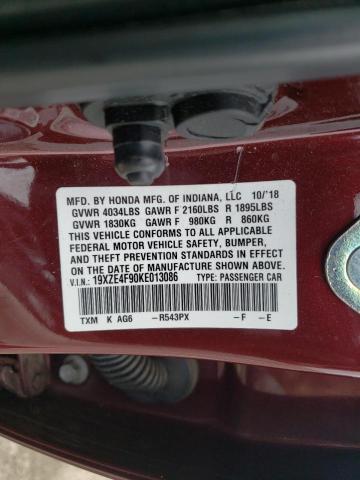 MFD. BY HONDA MFG. OF INDIANA, LLC 10/'18
GVWR 4034LBS GAWR F 2160LBS R 1895LBS
GVWR 1830KG GAWR F 980KG R 860KG
THIS VEHICLE CONFORMS TO ALL APPLICABLE
FEDERAL MOTOR VEHICLE SAFETY, BUMPER,
AND THEFT PREVENTION STANDARDS IN EFFECT
ON THE DATE OF MANUFACTURE SHOWN ABOVE.
V.I.N.: 19XZE4F90KE013086 TYPE: PASSENGER CAR
TXM K AG6 -R543PX -F -E